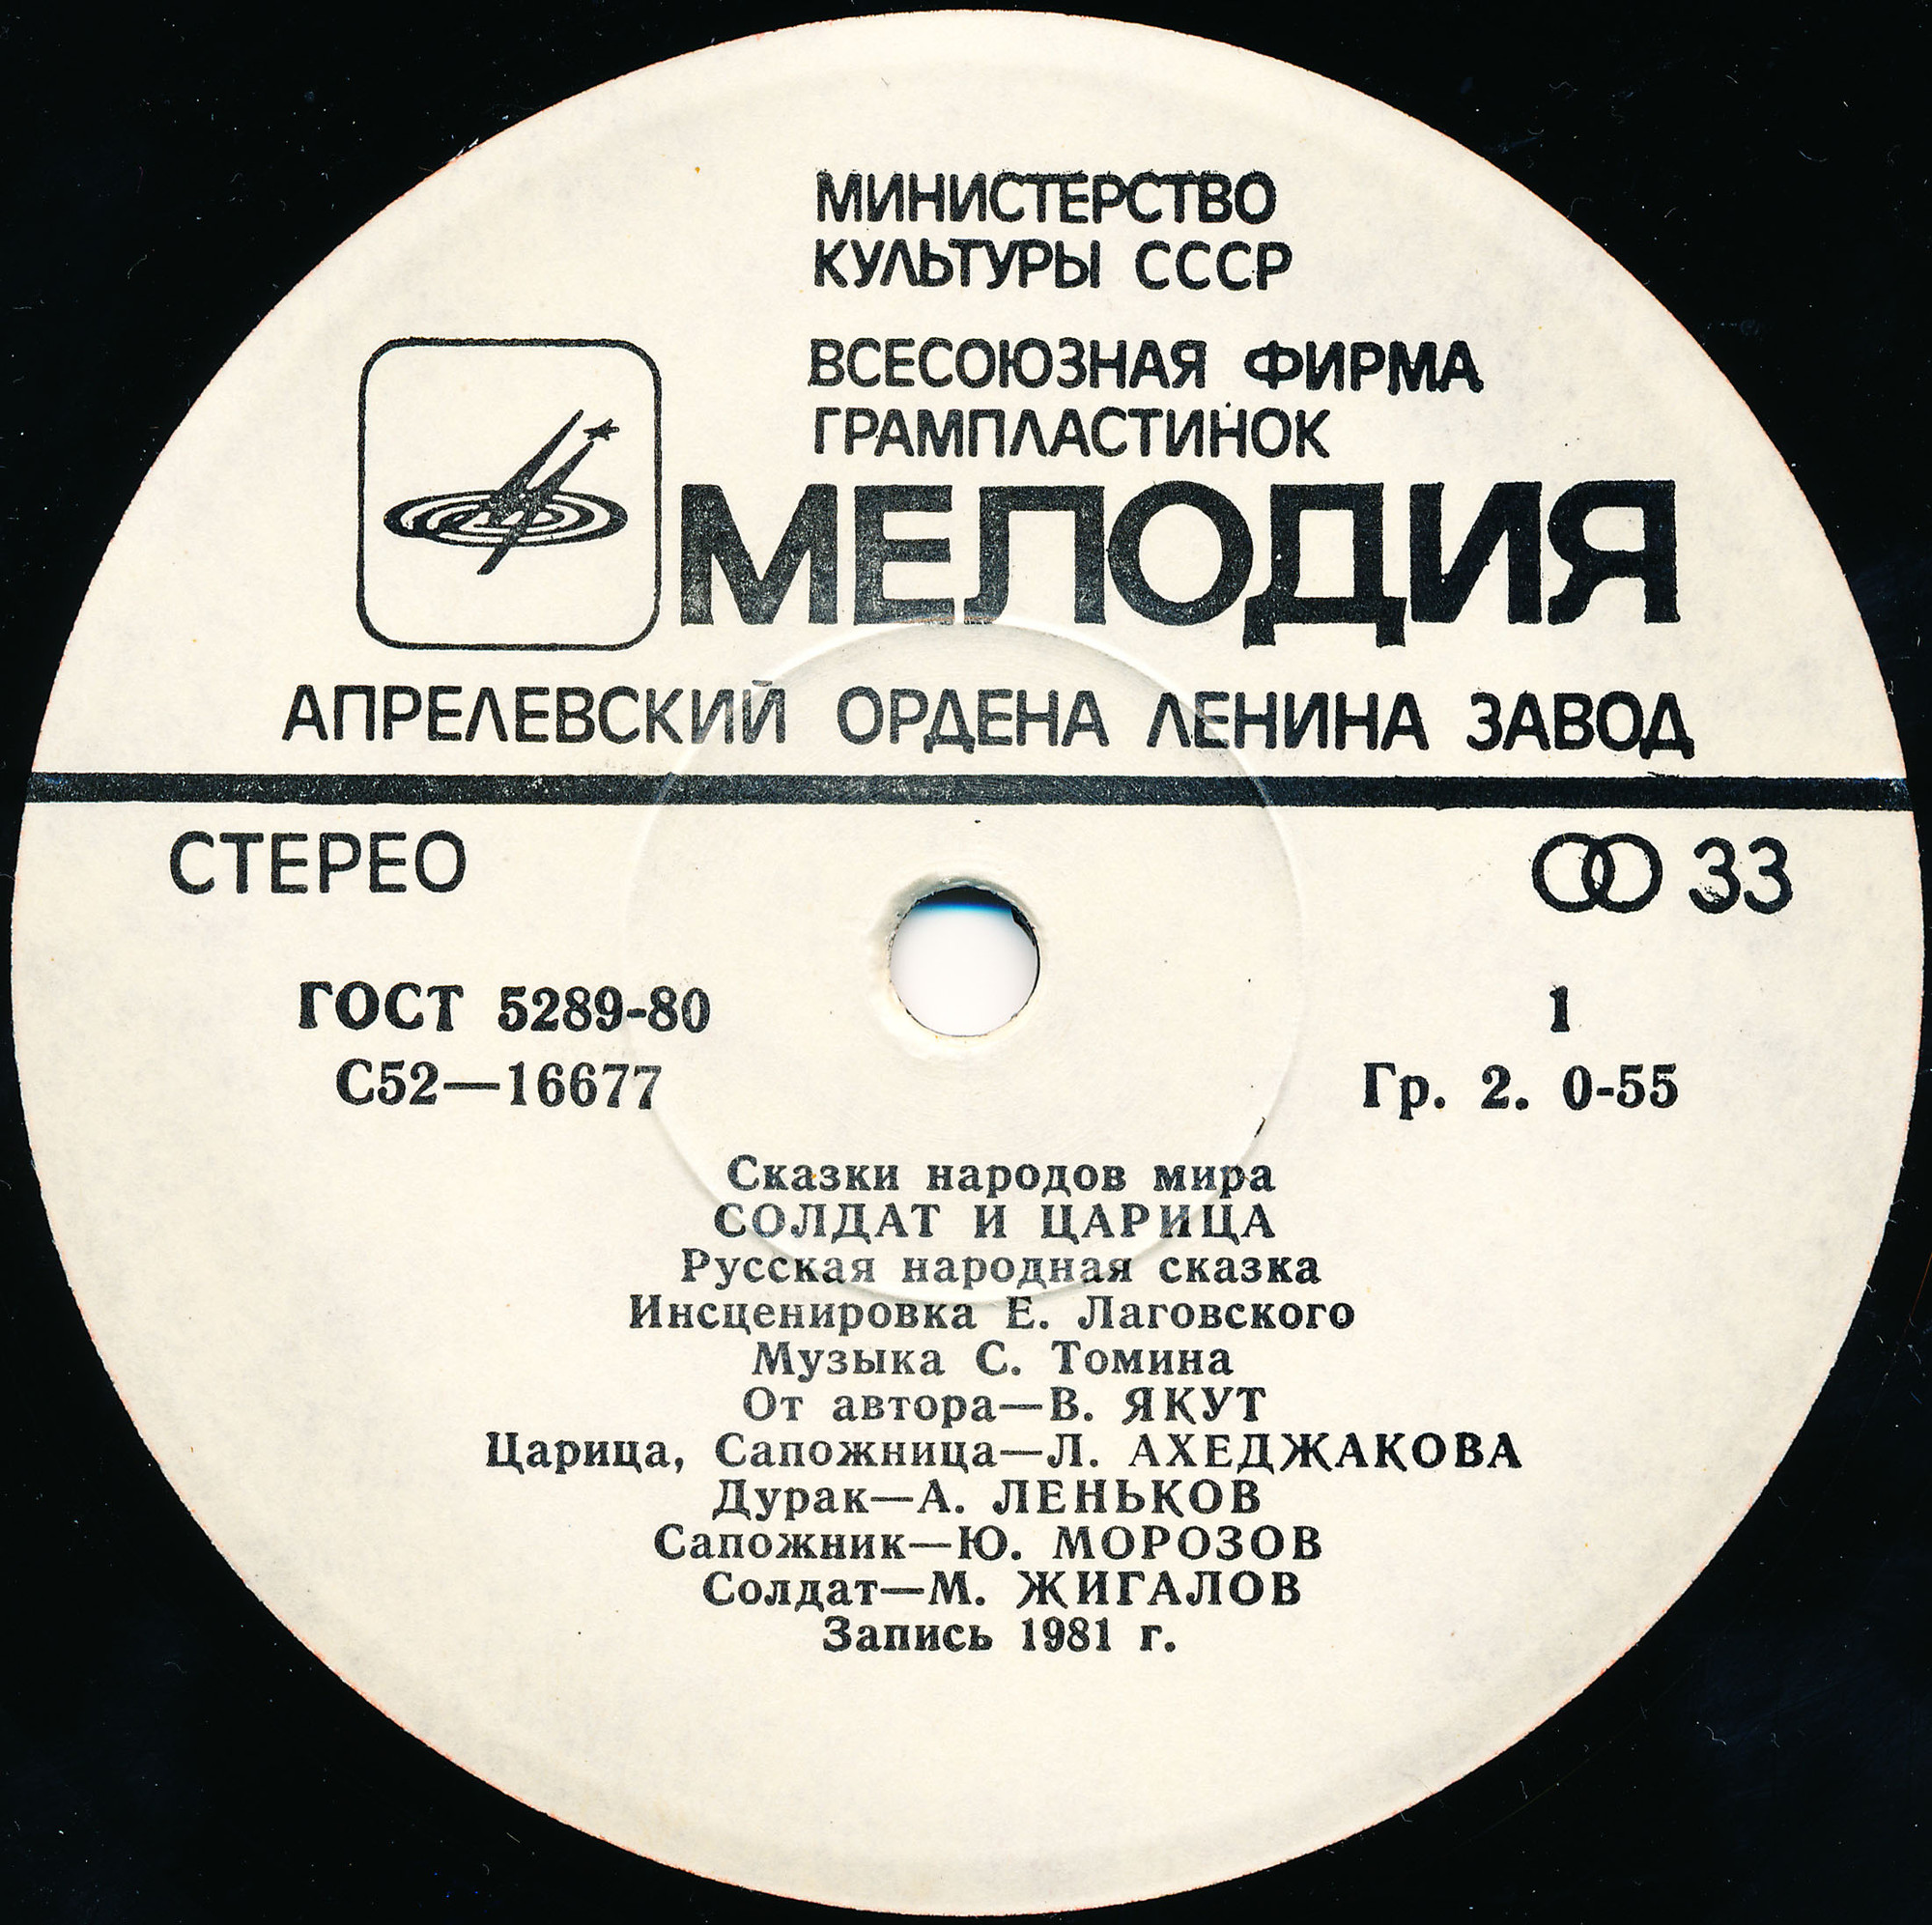 МИНИСТЕРСТВО
КУЛЬТУРЫ СССР
ВСЕСОЮЗНАЯ ФИРМА
ГРАМПЛАСТИНОК
МЕЛОДИЯ
АПРЕЛЕВСКИЙ ОРДЕНА ЛЕНИНА ЗАВОД
СТЕРЕО
33
ГОСТ 5289-80
1
С52—16677
Гр. 2. 0-55
Сказки народов мира
СОЛДАТ И ЦАРИЦА
Русская народная сказка
Инсценировка Е. Лаговского
Музыка С. Томина
От автора—В. ЯКУТ
Царица, Сапожница—Л. АХЕДЖАКОВА
Дурак—А. ЛЕНЬКОВ
Сапожник—Ю. МОРОЗОВ
Солдат—М. ЖИГАЛОВ
Запись 1981 г.